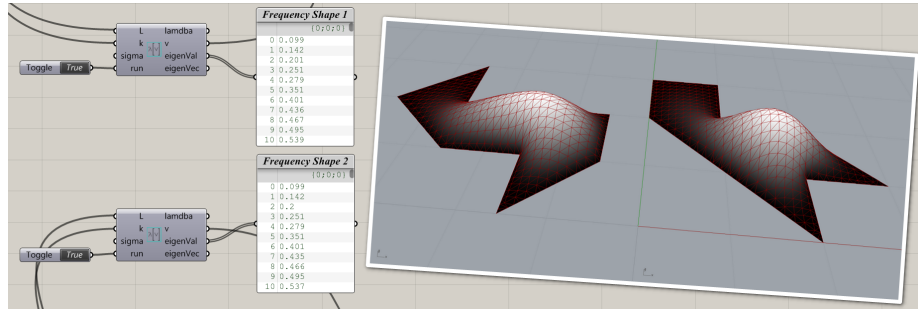 L lamdba
k v
sigma λ[v] eigenVal
run eigenVec
Toggle True
Frequency Shape 1
{0;0;0}
0 0.099
1 0.142
2 0.201
3 0.251
4 0.279
5 0.351
6 0.401
7 0.436
8 0.467
9 0.495
10 0.539
L lamdba
k v
sigma λ[v] eigenVal
run eigenVec
Toggle True
Frequency Shape 2
{0;0;0}
0 0.099
1 0.142
2 0.2
3 0.251
4 0.279
5 0.351
6 0.401
7 0.435
8 0.466
9 0.495
10 0.537